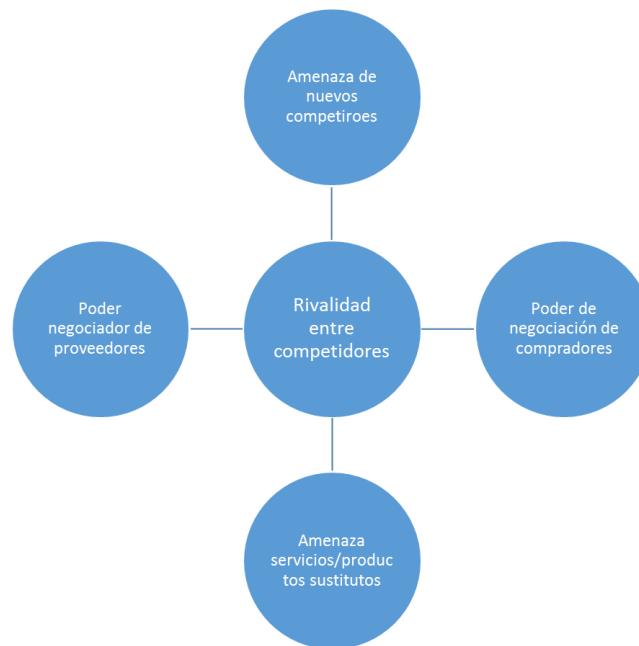 Amenaza de
nuevos
competiroes
Poder
negociador de
proveedores
Rivalidad
entre
competidores
Poder de
negociación de
compradores
Amenaza
servicios/produc
tos sustitutos